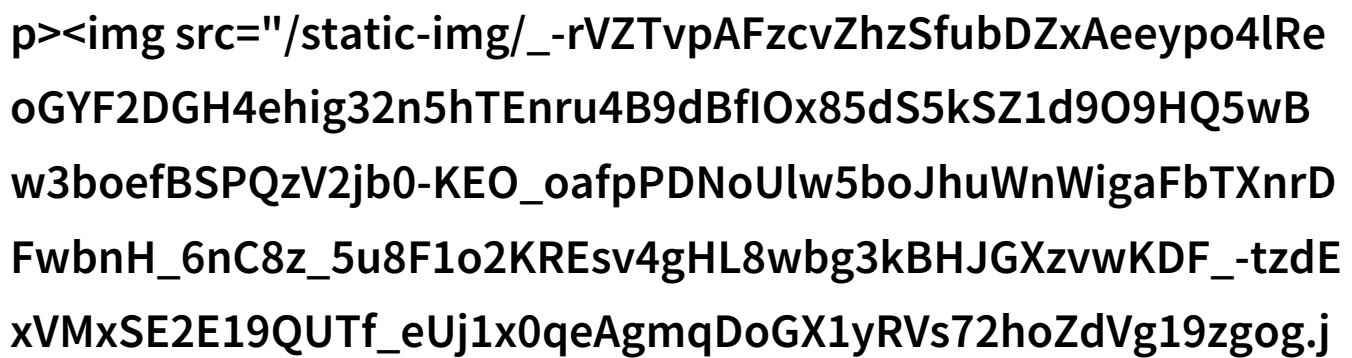 p><img src="/static-img/_-rVZTvpAFzcvZhzSfubDZxAeeypo4lRe
oGYF2DGH4ehig32n5hTEnru4B9dBfIOx85dS5kSZ1d9O9HQ5wB
w3boefBSPQzV2jb0-KEO_oafpPDNoUlw5boJhuWnWigaFbTXnrD
FwbnH_6nC8z_5u8F1o2KREsv4gHL8wbg3kBHJGXzvwKDF_-tzdE
xVMxSE2E19QUTf_eUj1x0qeAgmqDoGX1yRVs72hoZdVg19zgog.j